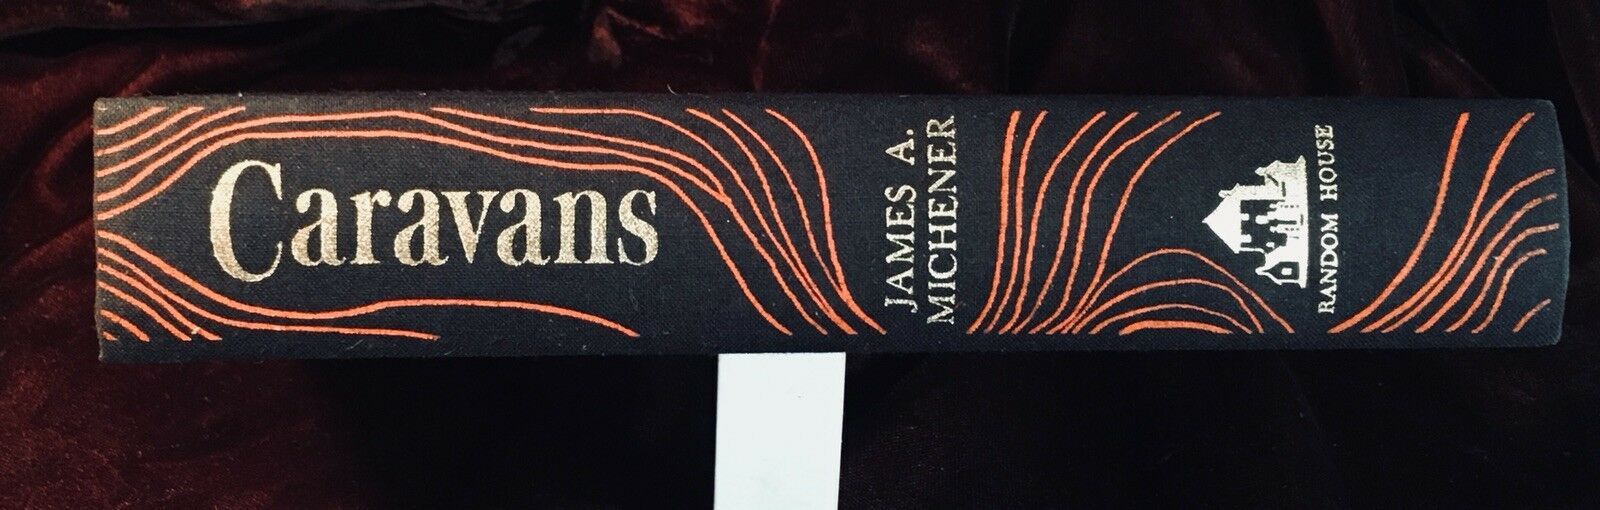 Caravans
JAMES A.
MICHENER
RANDOM HOUSE